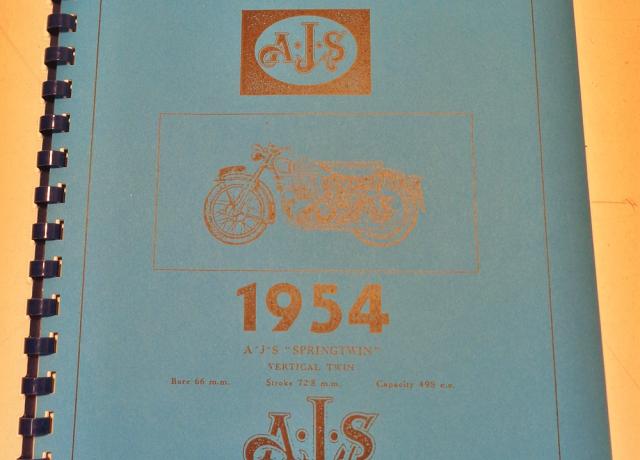 A·J·S
1954
A·J·S "SPRINGTWIN"
VERTICAL TWIN
Bore 66 m.m. Stroke 72·8 m.m. Capacity 498 c.c.
A·J·S